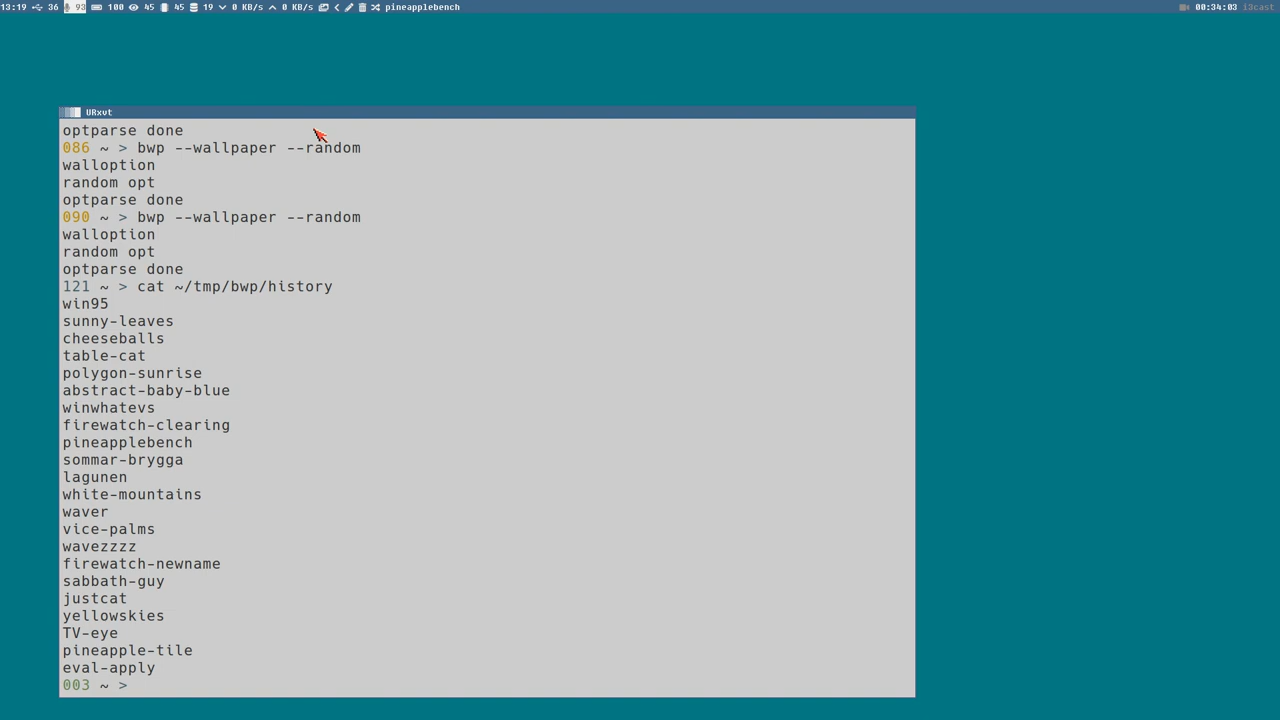 13:19 36 93 100 45 45 19 0 KB/s 0 KB/s pineapplebench 00:34:03 i3cast
URxvt
optparse done
086 ~ > bwp --wallpaper --random
walloption
random opt
optparse done
090 ~ > bwp --wallpaper --random
walloption
random opt
optparse done
121 ~ > cat ~/tmp/bwp/history
win95
sunny-leaves
cheeseballs
table-cat
polygon-sunrise
abstract-baby-blue
winwhatevs
firewatch-clearing
pineapplebench
sommar-brygga
lagunen
white-mountains
waver
vice-palms
wavezzzz
firewatch-newname
sabbath-guy
justcat
yellowskies
TV-eye
pineapple-tile
eval-apply
003 ~ >